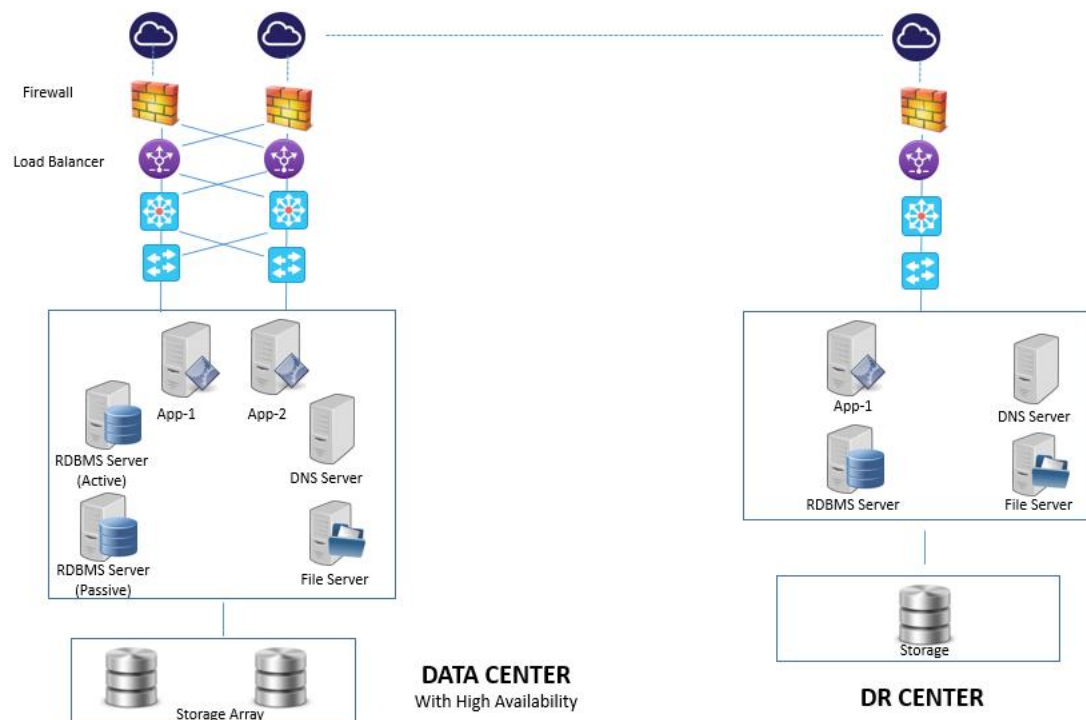 Firewall
Load Balancer
App-1
App-2
RDBMS Server
(Active)
DNS Server
RDBMS Server
(Passive)
File Server
Storage Array
DATA CENTER
With High Availability
App-1
DNS Server
RDBMS Server
File Server
Storage
DR CENTER